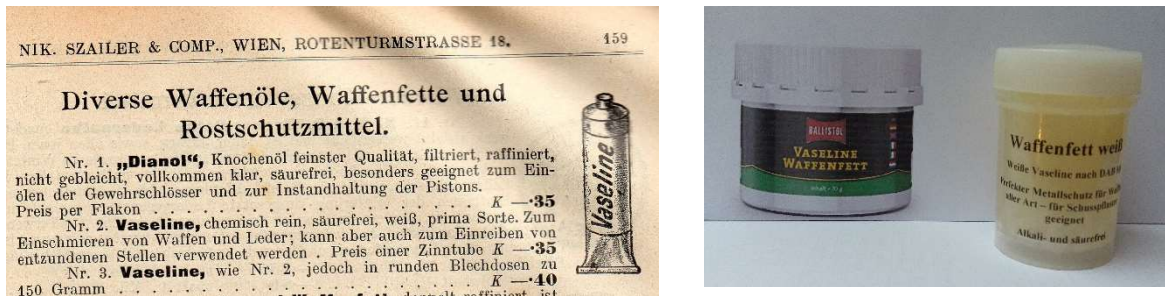 NIK. SZAILER & COMP., WIEN, ROTENTURMSTRASSE 18. 159
Diverse Waffenöle, Waffenfette und
Rostschutzmittel.
Nr. 1. „Dianol“, Knochenöl feinster Qualität, filtriert, raffiniert,
nicht gebleicht, vollkommen klar, säurefrei, besonders geeignet zum Ein-
ölen der Gewehrschlösser und zur Instandhaltung der Pistons.
Preis per Flakon . . . . . . . . . . . . . . . . . . . . . K —·35
Nr. 2. Vaseline, chemisch rein, säurefrei, weiß, prima Sorte. Zum
Einschmieren von Waffen und Leder; kann aber auch zum Einreiben von
entzundenen Stellen verwendet werden . Preis einer Zinntube K —·35
Nr. 3. Vaseline, wie Nr. 2, jedoch in runden Blechdosen zu
150 Gramm . . . . . . . . . . . . . . . . . . . . . K —·40
Vaseline
BALLISTOL
VASELINE
WAFFENFETT
Waffenfett weiß
Weiße Vaseline nach DAB
Perfekter Metallschutz für
aller Art – für Schusspflaster
geeignet
Alkali- und säurefrei